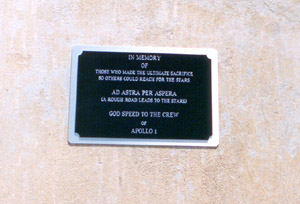 IN MEMORY
OF
THOSE WHO MADE THE ULTIMATE SACRIFICE
SO OTHERS COULD REACH FOR THE STARS
AD ASTRA PER ASPERA
(A ROUGH ROAD LEADS TO THE STARS)
GOD SPEED TO THE CREW
OF
APOLLO 1